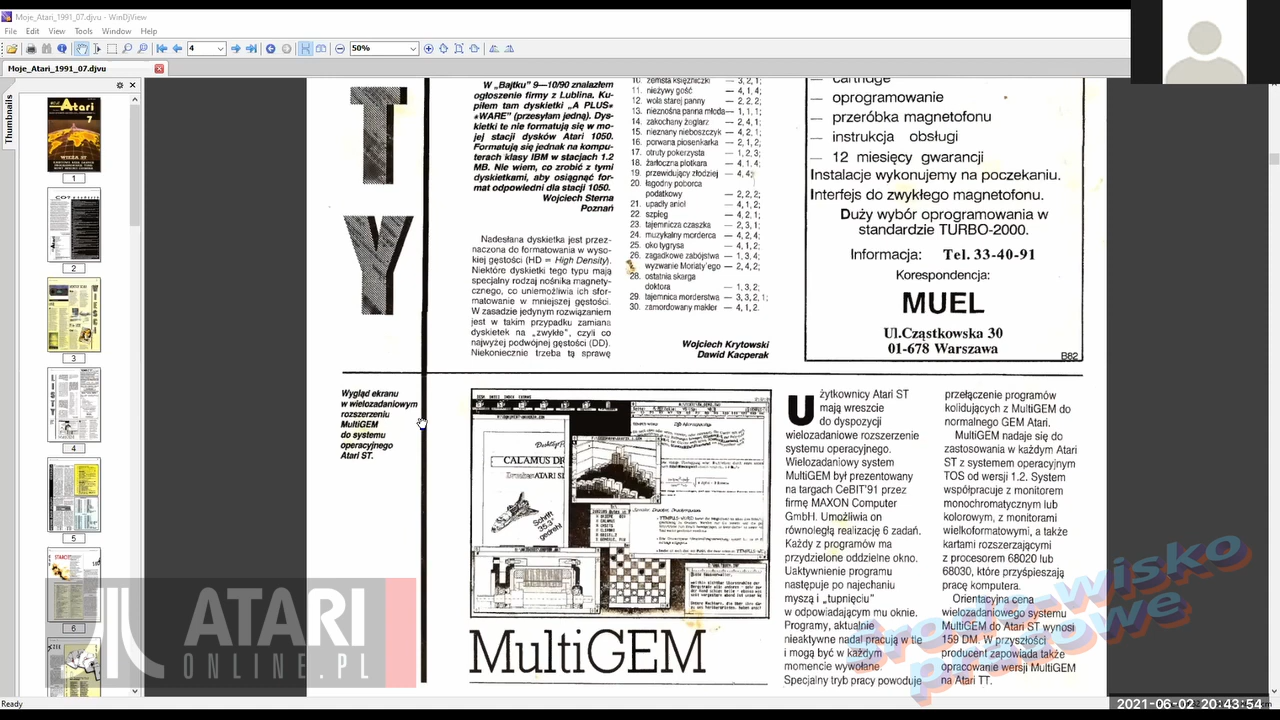 Moje_Atari_1991_07.djvu - WinDjView
File Edit View Tools Window Help
4
50%
Moje_Atari_1991_07.djvu
Thumbnails
1
2
3
4
5
6
T
Y
W „Bajtku” 9—10/90 znalazłem
ogłoszenie firmy z Lublina. Ku-
piłem tam dyskietki „A PLUS*
*WARE” (przesyłam jedną). Dys-
kietki te nie formatują się w mo-
jej stacji dysków Atari 1050.
Formatują się jednak na kompu-
terach klasy IBM w stacjach 1.2
MB. Nie wiem, co zrobić z tymi
dyskietkami, aby osiągnąć for-
mat odpowiedni dla stacji 1050.
Wojciech Sterna
Poznań
Nadesłana dyskietka jest przez-
naczona do formatowania w wyso-
kiej gęstości (HD = High Density).
Niektóre dyskietki tego typu mają
specjalny rodzaj nośnika magnety-
cznego, co uniemożliwia ich sfor-
matowanie w mniejszej gęstości.
W zasadzie jedynym rozwiązaniem
jest w takim przypadku zamiana
dyskietek na „zwykłe”, czyli co
najwyżej podwójnej gęstości (DD).
Niekoniecznie trzeba tą sprawę
10. zemsta księżniczki — 3, 2, 1;
11. nieżywy gość — 4, 1, 4;
12. wola starej panny — 2, 2, 2;
13. nieznośna panna młoda — 1, 1, 1;
14. zakochany żeglarz — 2, 4, 1;
15. nieznany nieboszczyk — 4, 2, 1;
16. porwana piosenkarka — 2, 1, 2;
17. otruty pokerzysta — 1, 2, 3;
18. żarłoczna plotkara — 4, 1, 4;
19. przewidujący złodziej — 4, 4;
20. łagodny poborca
podatkowy — 2, 2, 2;
21. upadły anioł — 4, 1, 2;
22. szpieg — 4, 2, 1;
23. tajemnicza czaszka — 2, 3, 1;
24. muzykalny morderca — 2, 4, 4;
25. oko tygrysa — 4, 1, 2;
26. zagadkowe zabójstwa — 1, 3, 4;
wyzwanie Moriaty'ego — 2, 4, 2;
28. ostatnia skarga
doktora — 1, 3, 2;
29. tajemnica morderstwa — 3, 3, 2, 1;
30. zamordowany makler — 4, 1, 2.
Wojciech Krytowski
Dawid Kacperak
— cartridge
— oprogramowanie
— przeróbka magnetofonu
— instrukcja obsługi
— 12 miesięcy gwarancji
Instalacje wykonujemy na poczekaniu.
Interfejs do zwykłego magnetofonu.
Duży wybór oprogramowania w
standardzie TURBO-2000.
Informacja: Tel. 33-40-91
Korespondencja:
MUEL
Ul.Cząstkowska 30
01-678 Warszawa
B82
Wygląd ekranu
w wielozadaniowym
rozszerzeniu
MultiGEM
do systemu
operacyjnego
Atari ST.
CALAMUS
MultiGEM
Użytkownicy Atari ST
mają wreszcie
do dyspozycji
wielozadaniowe rozszerzenie
systemu operacyjnego.
Wielozadaniowy system
MultiGEM był prezentowany
na targach CeBIT'91 przez
firmę MAXON Computer
GmbH. Umożliwia on
równoległą realizację 6 zadań.
Każdy z programów ma
przydzielone oddzielne okno.
Uaktywnienie programu
następuje po najechaniu
myszą i „tupnięciu”
w odpowiadającym mu oknie.
Programy, aktualnie
nieaktywne nadal pracują w tle
i mogą być w każdym
momencie wywołane.
Specjalny tryb pracy powoduje
przełączenie programów
kolidujących z MultiGEM do
normalnego GEM Atari.
MultiGEM nadaje się do
zastosowania w każdym Atari
ST z systemem operacyjnym
TOS od wersji 1.2. System
współpracuje z monitorem
monochromatycznym lub
kolorowym, z monitorami
wielkoformatowymi, a także
kartami rozszerzającymi
z procesorem 68020 lub
68030, które przyśpieszają
pracę komputera.
Orientacyjna cena
wielozadaniowego systemu
MultiGEM do Atari ST wynosi
159 DM. W przyszłości
producent zapowiada także
opracowanie wersji MultiGEM
na Atari TT.
ATARI
ONLINE.PL
Ready
2021-06-02 20:43:54